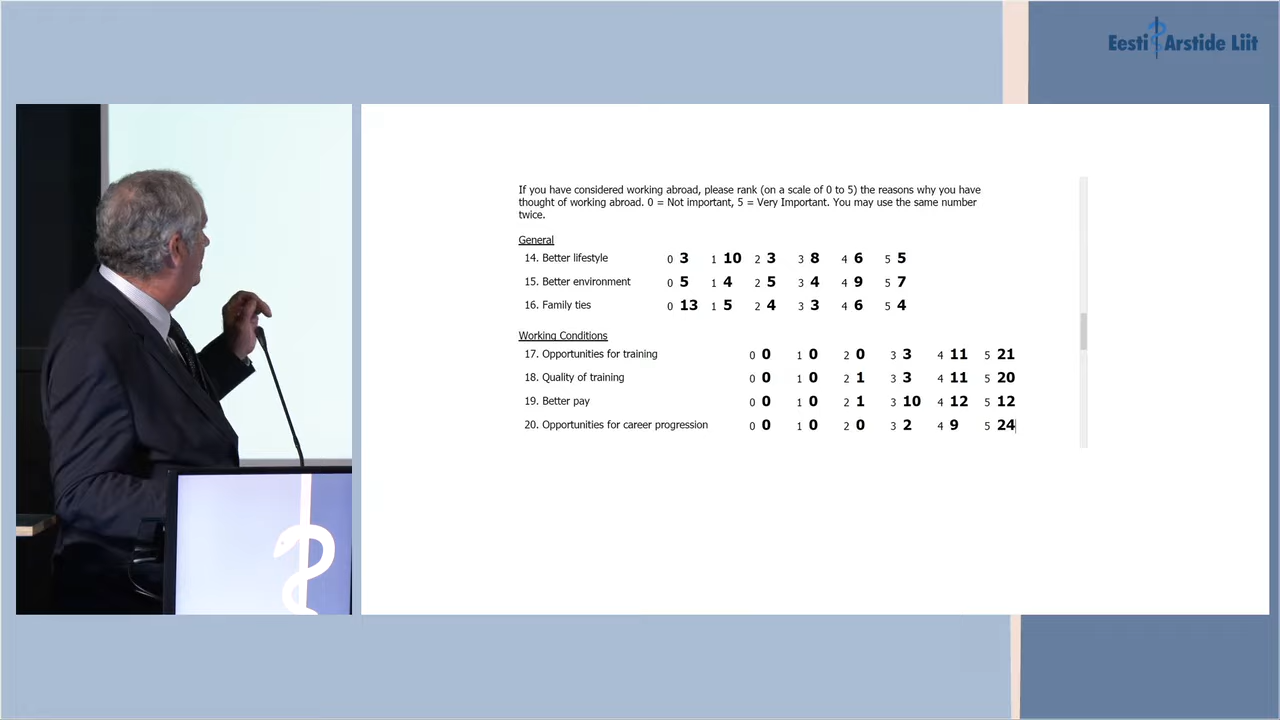 Eesti Arstide Liit
If you have considered working abroad, please rank (on a scale of 0 to 5) the reasons why you have
thought of working abroad. 0 = Not important, 5 = Very Important. You may use the same number
twice.
General
14. Better lifestyle 0 3 1 10 2 3 3 8 4 6 5 5
15. Better environment 0 5 1 4 2 5 3 4 4 9 5 7
16. Family ties 0 13 1 5 2 4 3 3 4 6 5 4
Working Conditions
17. Opportunities for training 0 0 1 0 2 0 3 3 4 11 5 21
18. Quality of training 0 0 1 0 2 1 3 3 4 11 5 20
19. Better pay 0 0 1 0 2 1 3 10 4 12 5 12
20. Opportunities for career progression 0 0 1 0 2 0 3 2 4 9 5 24